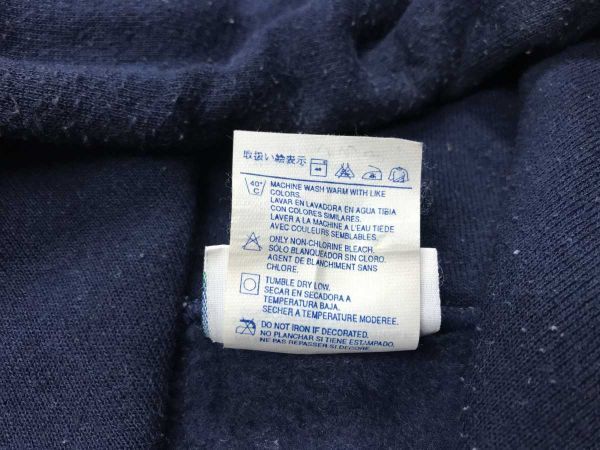 取扱い絵表示
40°
C
MACHINE WASH WARM WITH LIKE
COLORS.
LAVAR EN LAVADORA EN AGUA TIBIA
CON COLORES SIMILARES.
LAVER A LA MACHINE A L'EAU TIEDE
AVEC COULEURS SEMBLABLES.
ONLY NON-CHLORINE BLEACH.
SÓLO BLANQUEADOR SIN CLORO.
AGENT DE BLANCHIMENT SANS
CHLORE.
TUMBLE DRY LOW.
SECAR EN SECADORA A
TEMPERATURA BAJA.
SECHER A TEMPERATURE MODEREE.
DO NOT IRON IF DECORATED.
NO PLANCHAR SI TIENE ESTAMPADO.
NE PAS REPASSER SI DECORE.